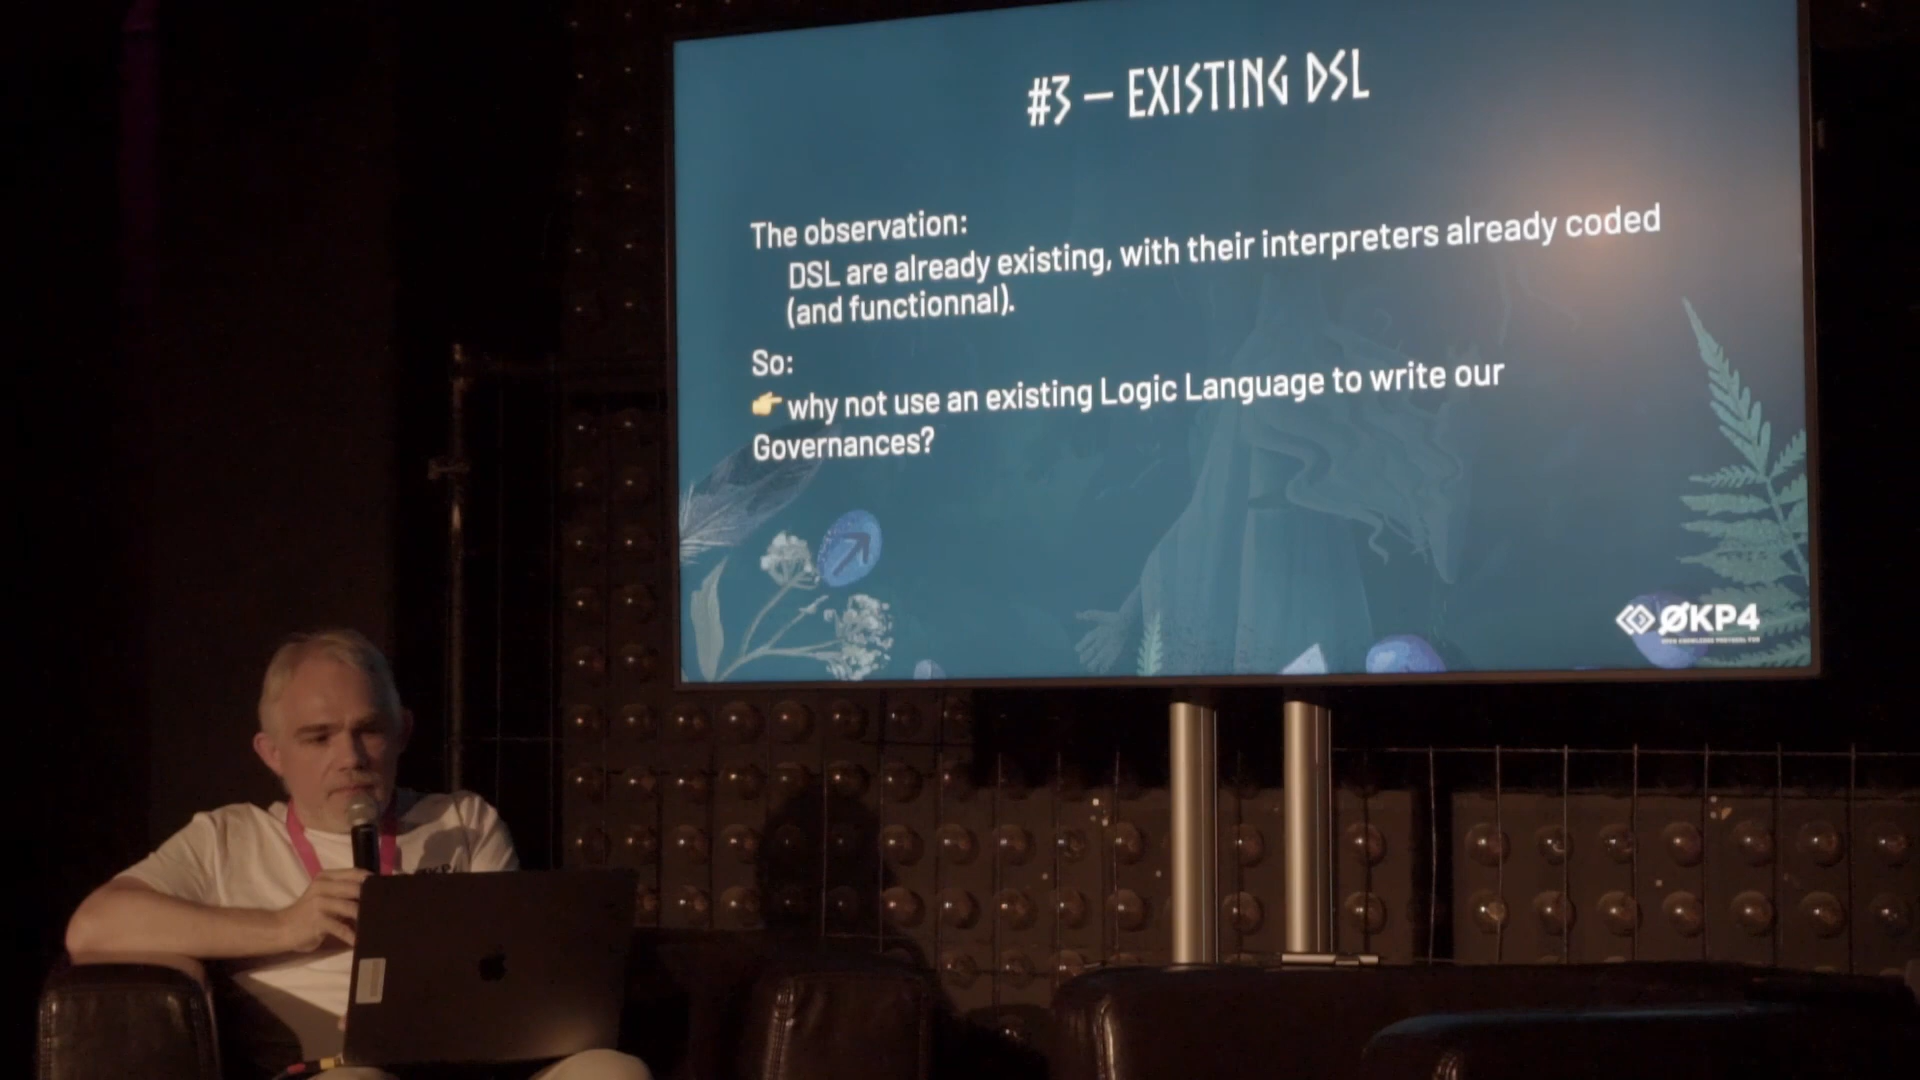 #3 — EXISTING DSL
The observation:
DSL are already existing, with their interpreters already coded
(and functionnal).
So:
👉 why not use an existing Logic Language to write our
Governances?
ØKP4